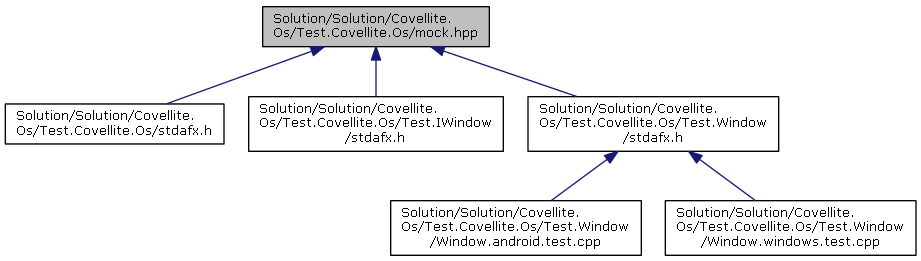 Solution/Solution/Covellite.
Os/Test.Covellite.Os/mock.hpp
Solution/Solution/Covellite.
Os/Test.Covellite.Os/stdafx.h
Solution/Solution/Covellite.
Os/Test.Covellite.Os/Test.IWindow
/stdafx.h
Solution/Solution/Covellite.
Os/Test.Covellite.Os/Test.Window
/stdafx.h
Solution/Solution/Covellite.
Os/Test.Covellite.Os/Test.Window
/Window.android.test.cpp
Solution/Solution/Covellite.
Os/Test.Covellite.Os/Test.Window
/Window.windows.test.cpp